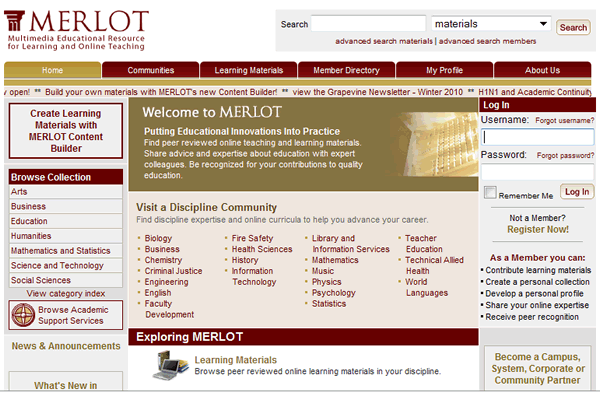 MERLOT
Multimedia Educational Resource
for Learning and Online Teaching
Search
materials
Search
advanced search materials | advanced search members
Home
Communities
Learning Materials
Member Directory
My Profile
About Us
open! ** Build your own materials with MERLOT's new Content Builder! ** view the Grapevine Newsletter - Winter 2010 ** H1N1 and Academic Continuity
Create Learning
Materials with
MERLOT Content
Builder
Browse Collection
Arts
Business
Education
Humanities
Mathematics and Statistics
Science and Technology
Social Sciences
View category index
Browse Academic
Support Services
News & Announcements
What's New in
Welcome to MERLOT
Putting Educational Innovations Into Practice
Find peer reviewed online teaching and learning materials.
Share advice and expertise about education with expert
colleagues. Be recognized for your contributions to quality
education.
Visit a Discipline Community
Find discipline expertise and online curricula to help you advance your career.
Biology
Business
Chemistry
Criminal Justice
Engineering
English
Faculty
Development
Fire Safety
Health Sciences
History
Information
Technology
Library and
Information Services
Mathematics
Music
Physics
Psychology
Statistics
Teacher
Education
Technical Allied
Health
World
Languages
Exploring MERLOT
Learning Materials
Browse peer reviewed online learning materials in your discipline.
Log In
Username: Forgot username?
Password: Forgot password?
Remember Me
Log In
Not a Member?
Register Now!
As a Member you can:
Contribute learning materials
Create a personal collection
Develop a personal profile
Share your online expertise
Receive peer recognition
Become a Campus,
System, Corporate or
Community Partner